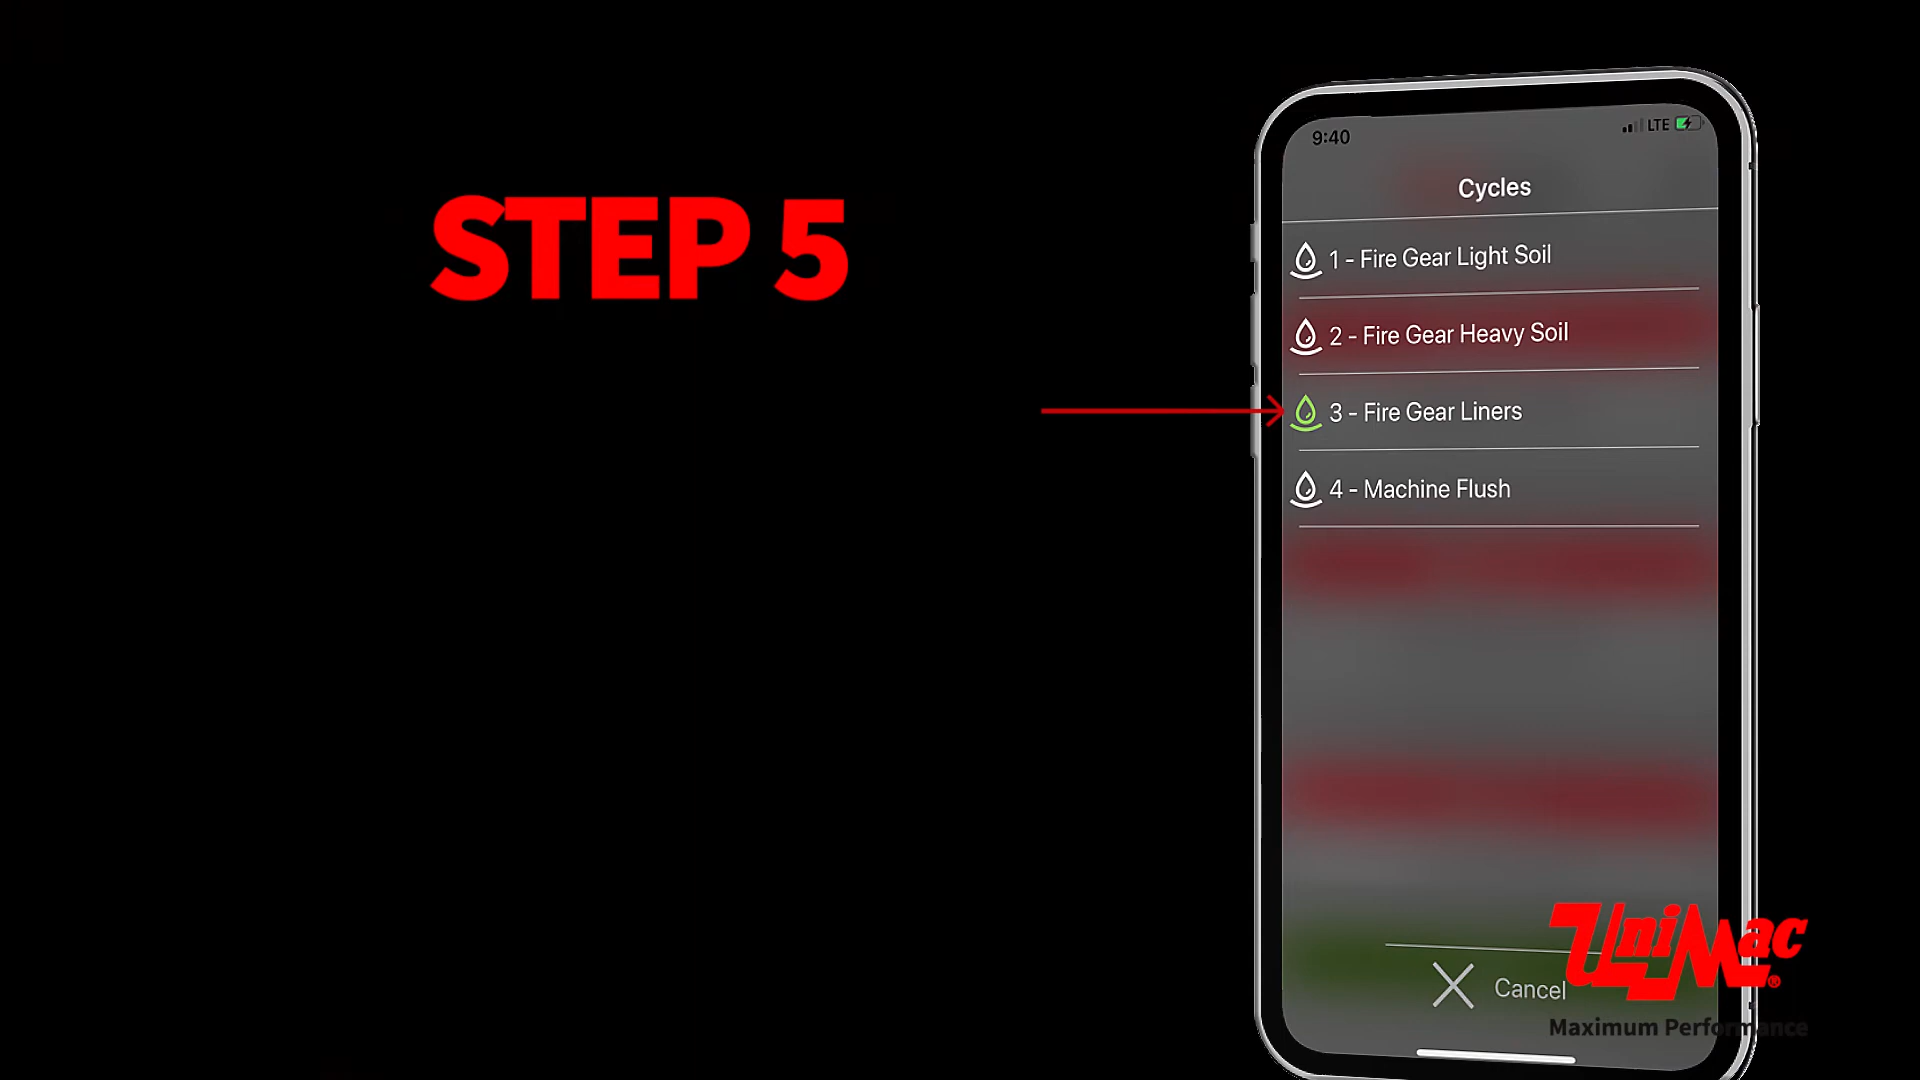 STEP 5
9:40
LTE
Cycles
1 - Fire Gear Light Soil
2 - Fire Gear Heavy Soil
3 - Fire Gear Liners
4 - Machine Flush
Cancel
UniMac®
Maximum Performance